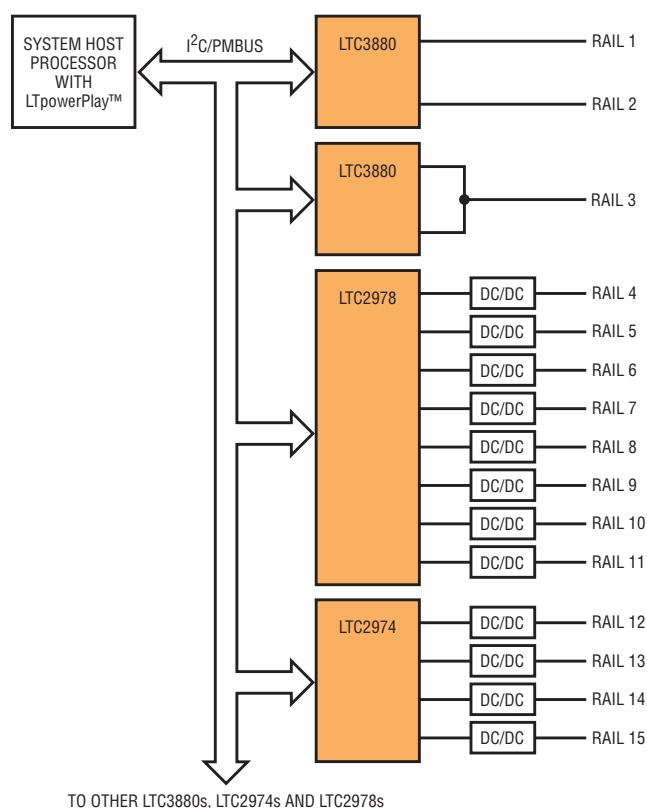 SYSTEM HOST
PROCESSOR
WITH
LTpowerPlay™
I²C/PMBUS
LTC3880
RAIL 1
RAIL 2
LTC3880
RAIL 3
LTC2978
DC/DC
RAIL 4
DC/DC
RAIL 5
DC/DC
RAIL 6
DC/DC
RAIL 7
DC/DC
RAIL 8
DC/DC
RAIL 9
DC/DC
RAIL 10
DC/DC
RAIL 11
LTC2974
DC/DC
RAIL 12
DC/DC
RAIL 13
DC/DC
RAIL 14
DC/DC
RAIL 15
TO OTHER LTC3880s, LTC2974s AND LTC2978s